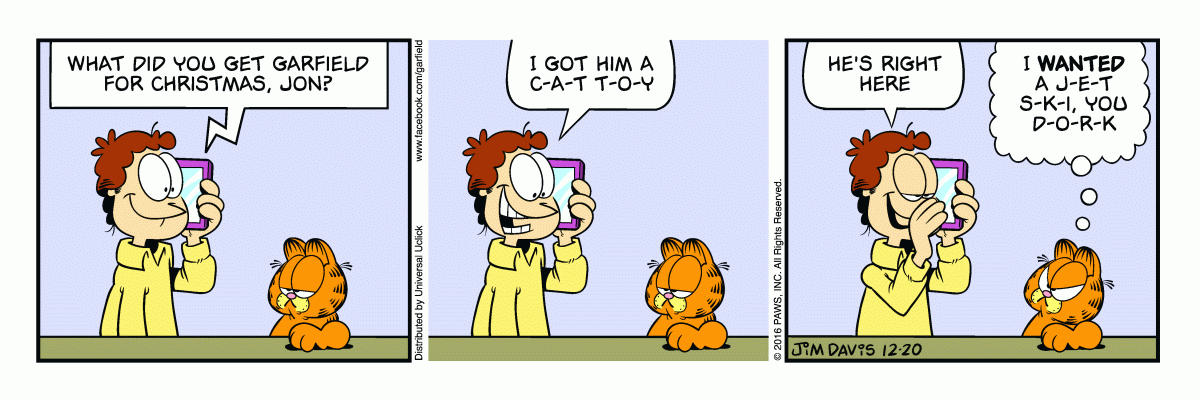 WHAT DID YOU GET GARFIELD
FOR CHRISTMAS, JON?
www.facebook.com/garfield
Distributed by Universal Uclick
I GOT HIM A
C-A-T T-O-Y
© 2016 PAWS, INC. All Rights Reserved.
HE'S RIGHT
HERE
I WANTED
A J-E-T
S-K-I, YOU
D-O-R-K
JIM DAVIS 12-20